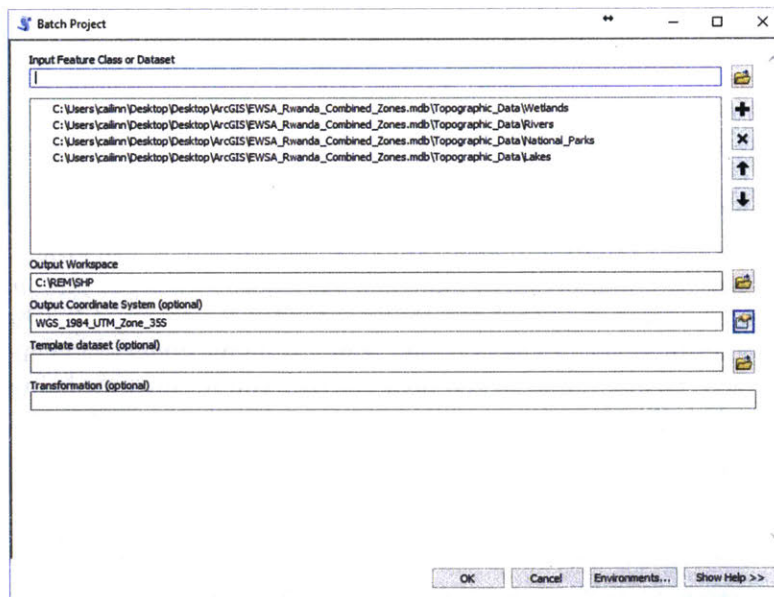 Batch Project
Input Feature Class or Dataset
C:\Users\cailinn\Desktop\Desktop\ArcGIS\EWSA_Rwanda_Combined_Zones.mdb\Topographic_Data\Wetlands
C:\Users\cailinn\Desktop\Desktop\ArcGIS\EWSA_Rwanda_Combined_Zones.mdb\Topographic_Data\Rivers
C:\Users\cailinn\Desktop\Desktop\ArcGIS\EWSA_Rwanda_Combined_Zones.mdb\Topographic_Data\National_Parks
C:\Users\cailinn\Desktop\Desktop\ArcGIS\EWSA_Rwanda_Combined_Zones.mdb\Topographic_Data\Lakes
Output Workspace
C:\REM\SHP
Output Coordinate System (optional)
WGS_1984_UTM_Zone_35S
Template dataset (optional)
Transformation (optional)
OK Cancel Environments... Show Help >>